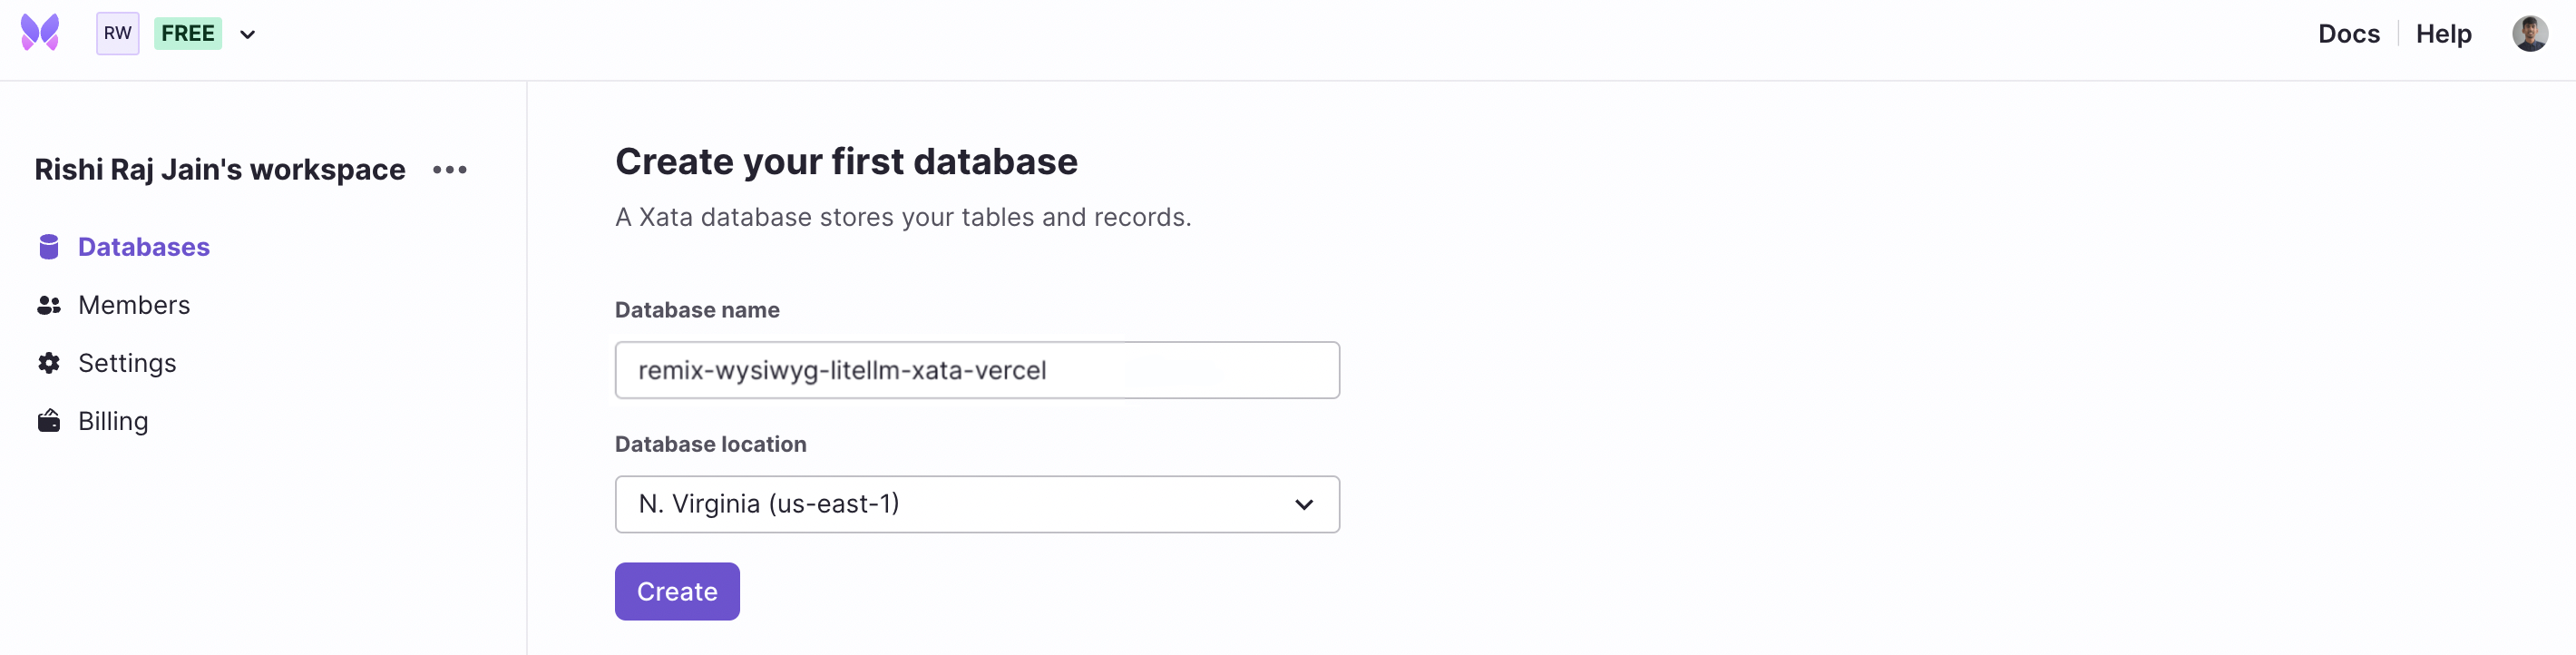 RW FREE
Docs Help
Rishi Raj Jain's workspace
Databases
Members
Settings
Billing
Create your first database
A Xata database stores your tables and records.
Database name
remix-wysiwyg-litellm-xata-vercel
Database location
N. Virginia (us-east-1)
Create